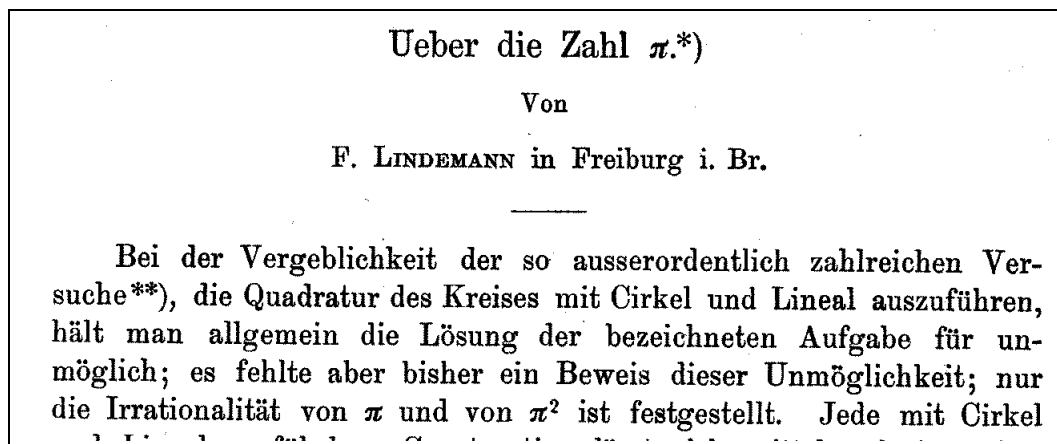 Ueber die Zahl π.*)
Von
F. LINDEMANN in Freiburg i. Br.
Bei der Vergeblichkeit der so ausserordentlich zahlreichen Ver-
suche**), die Quadratur des Kreises mit Cirkel und Lineal auszuführen,
hält man allgemein die Lösung der bezeichneten Aufgabe für un-
möglich; es fehlte aber bisher ein Beweis dieser Unmöglichkeit; nur
die Irrationalität von π und von π² ist festgestellt. Jede mit Cirkel